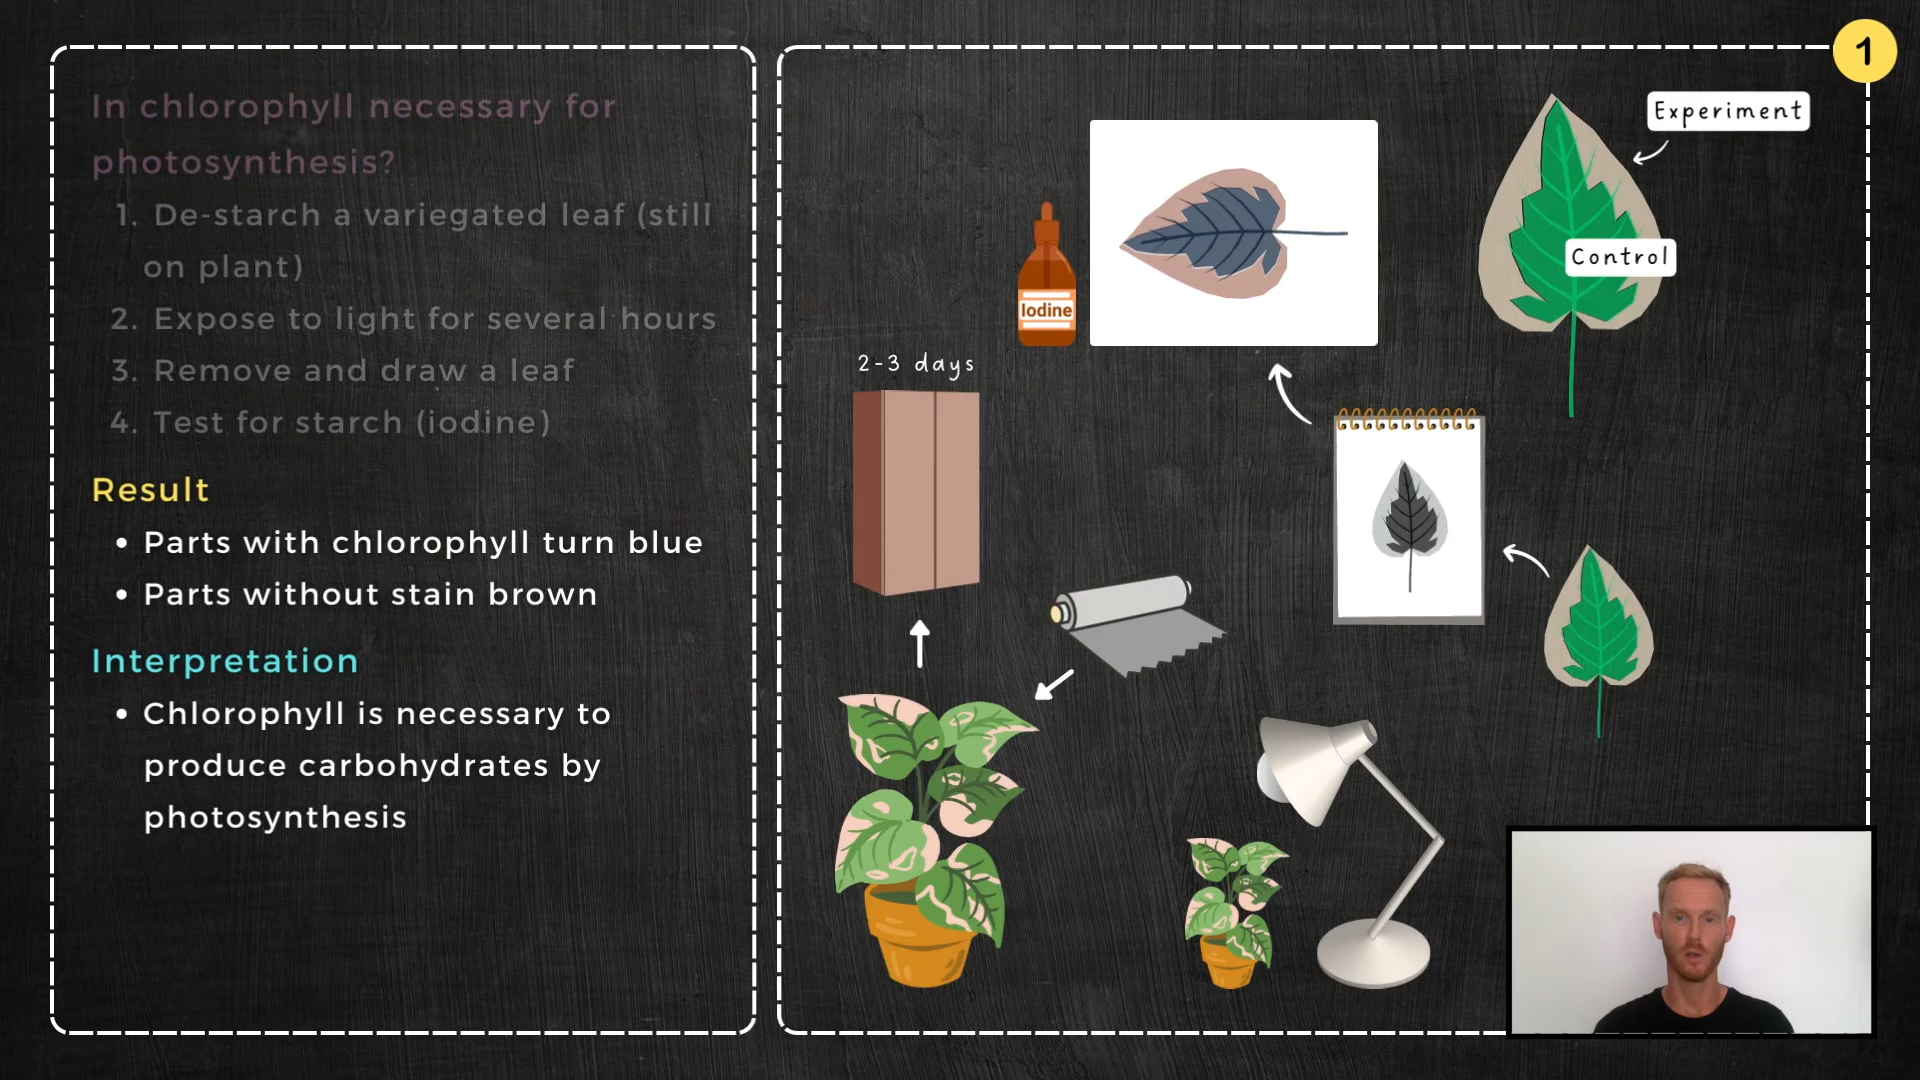 In chlorophyll necessary for
photosynthesis?
1. De-starch a variegated leaf (still
on plant)
2. Expose to light for several hours
3. Remove and draw a leaf
4. Test for starch (iodine)
Result
• Parts with chlorophyll turn blue
• Parts without stain brown
Interpretation
• Chlorophyll is necessary to
produce carbohydrates by
photosynthesis
1
Experiment
Control
Iodine
2-3 days